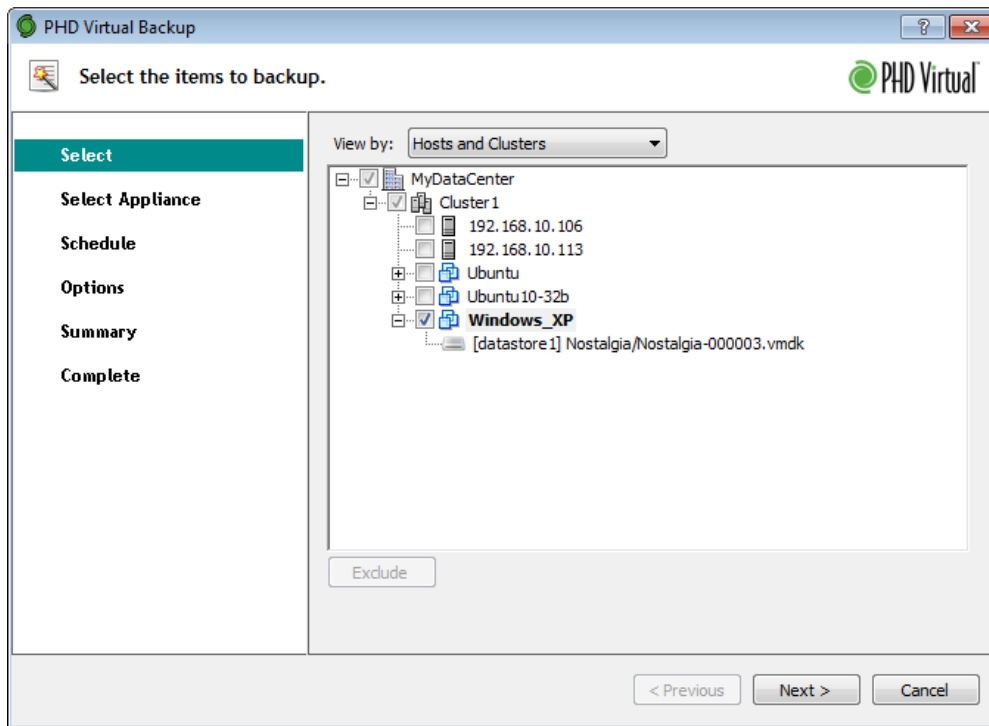 PHD Virtual Backup
?
Select the items to backup.
PHD Virtual
Select
Select Appliance
Schedule
Options
Summary
Complete
View by: Hosts and Clusters
MyDataCenter
Cluster1
192.168.10.106
192.168.10.113
Ubuntu
Ubuntu10-32b
Windows_XP
[datastore1] Nostalgia/Nostalgia-000003.vmdk
Exclude
< Previous
Next >
Cancel